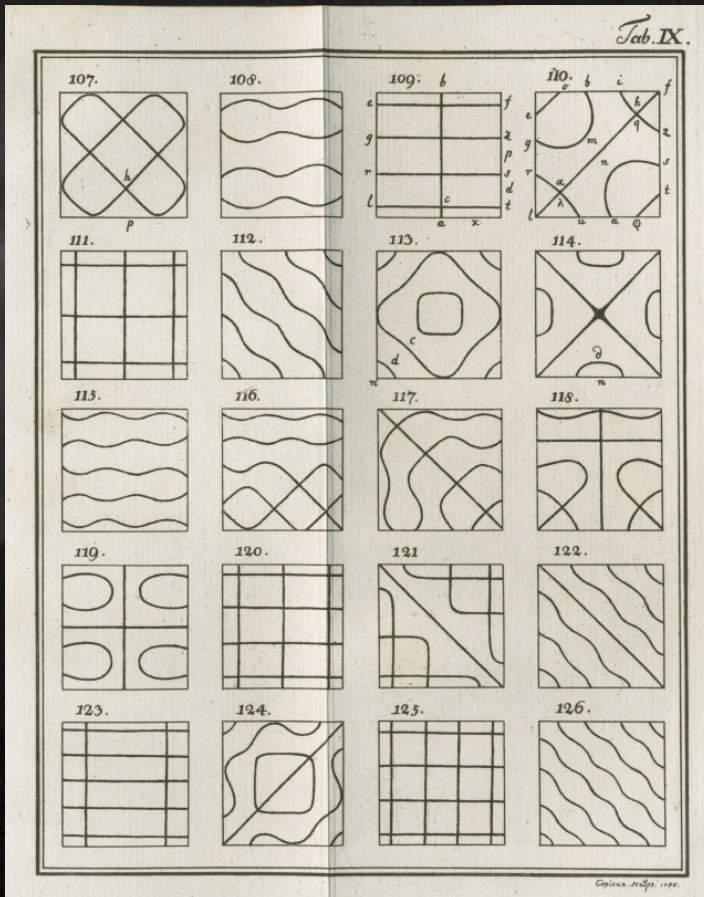 Tab. IX.
107. 108. 109. 110.
b o b i f
e f h
e q
g z g m z
p n s
r s r
d a t
l c t λ
h l u a Q
p a x
111. 112. 113. 114.
c
d ∂
n n
115. 116. 117. 118.
119. 120. 121 122.
123. 124. 125. 126.